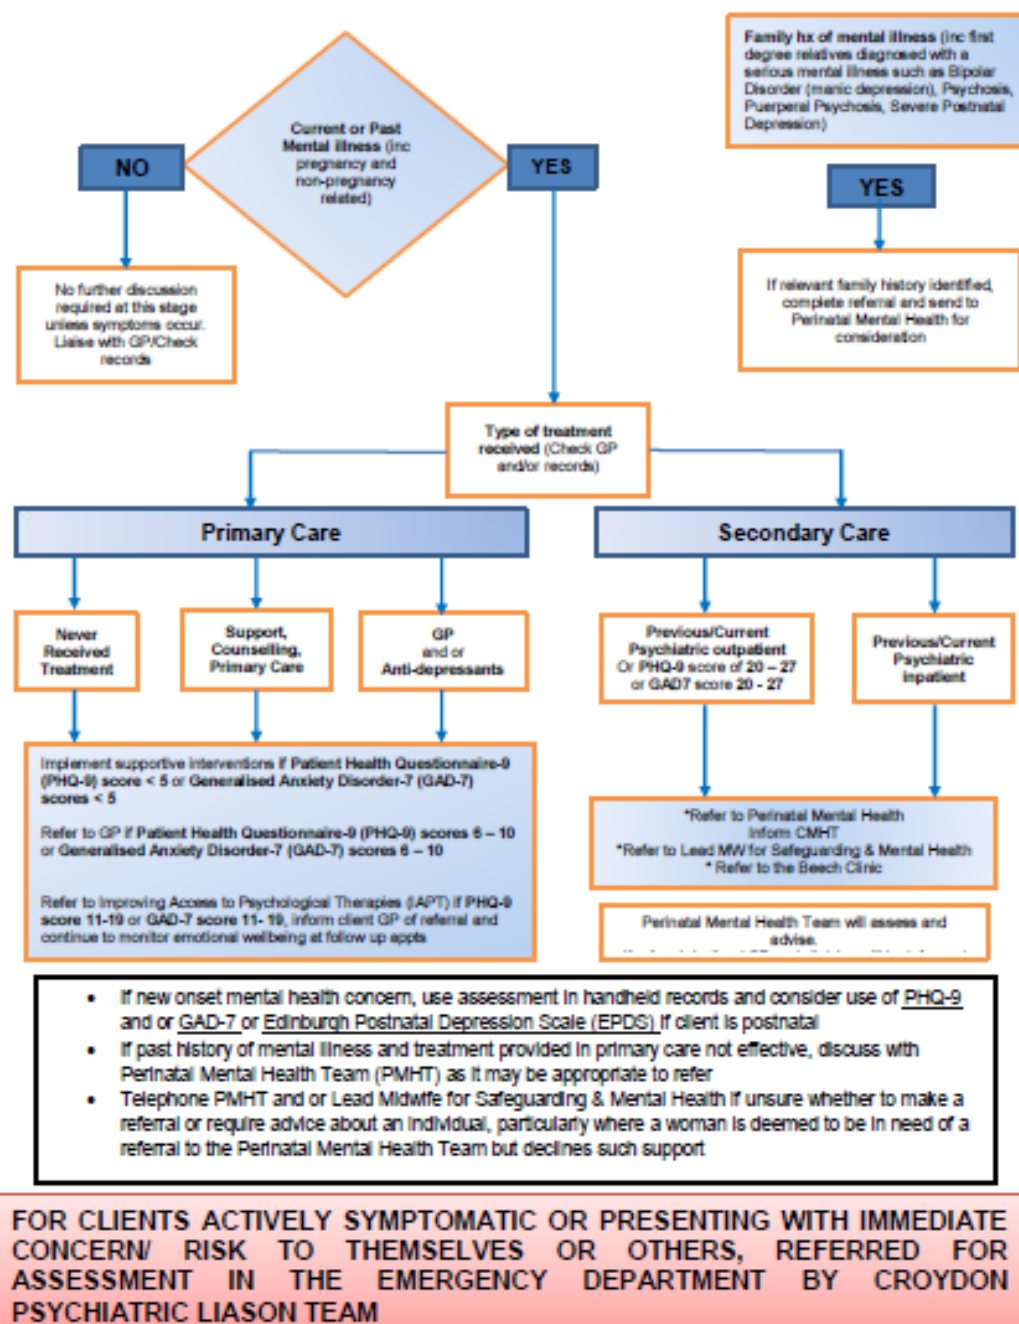 Current or Past
Mental illness (inc
pregnancy and
non-pregnancy
related)
NO
YES
Family hx of mental illness (inc first
degree relatives diagnosed with a
serious mental illness such as Bipolar
Disorder (manic depression), Psychosis,
Puerperal Psychosis, Severe Postnatal
Depression)
YES
No further discussion
required at this stage
unless symptoms occur.
Liaise with GP/Check
records
If relevant family history identified,
complete referral and send to
Perinatal Mental Health for
consideration
Type of treatment
received (Check GP
and/or records)
Primary Care
Secondary Care
Never
Received
Treatment
Support,
Counselling,
Primary Care
GP
and or
Anti-depressants
Previous/Current
Psychiatric outpatient
Or PHQ-9 score of 20 – 27
or GAD7 score 20 - 27
Previous/Current
Psychiatric
inpatient
Implement supportive interventions if Patient Health Questionnaire-9
(PHQ-9) score < 5 or Generalised Anxiety Disorder-7 (GAD-7)
scores < 5
Refer to GP if Patient Health Questionnaire-9 (PHQ-9) scores 6 – 10
or Generalised Anxiety Disorder-7 (GAD-7) scores 6 – 10
Refer to Improving Access to Psychological Therapies (IAPT) if PHQ-9
score 11-19 or GAD-7 score 11- 19, inform client GP of referral and
continue to monitor emotional wellbeing at follow up appts
*Refer to Perinatal Mental Health
Inform CMHT
*Refer to Lead MW for Safeguarding & Mental Health
* Refer to the Beech Clinic
Perinatal Mental Health Team will assess and
advise.
• If new onset mental health concern, use assessment in handheld records and consider use of PHQ-9
and or GAD-7 or Edinburgh Postnatal Depression Scale (EPDS) if client is postnatal
• If past history of mental illness and treatment provided in primary care not effective, discuss with
Perinatal Mental Health Team (PMHT) as it may be appropriate to refer
• Telephone PMHT and or Lead Midwife for Safeguarding & Mental Health if unsure whether to make a
referral or require advice about an individual, particularly where a woman is deemed to be in need of a
referral to the Perinatal Mental Health Team but declines such support
FOR CLIENTS ACTIVELY SYMPTOMATIC OR PRESENTING WITH IMMEDIATE
CONCERN/ RISK TO THEMSELVES OR OTHERS, REFERRED FOR
ASSESSMENT IN THE EMERGENCY DEPARTMENT BY CROYDON
PSYCHIATRIC LIASON TEAM